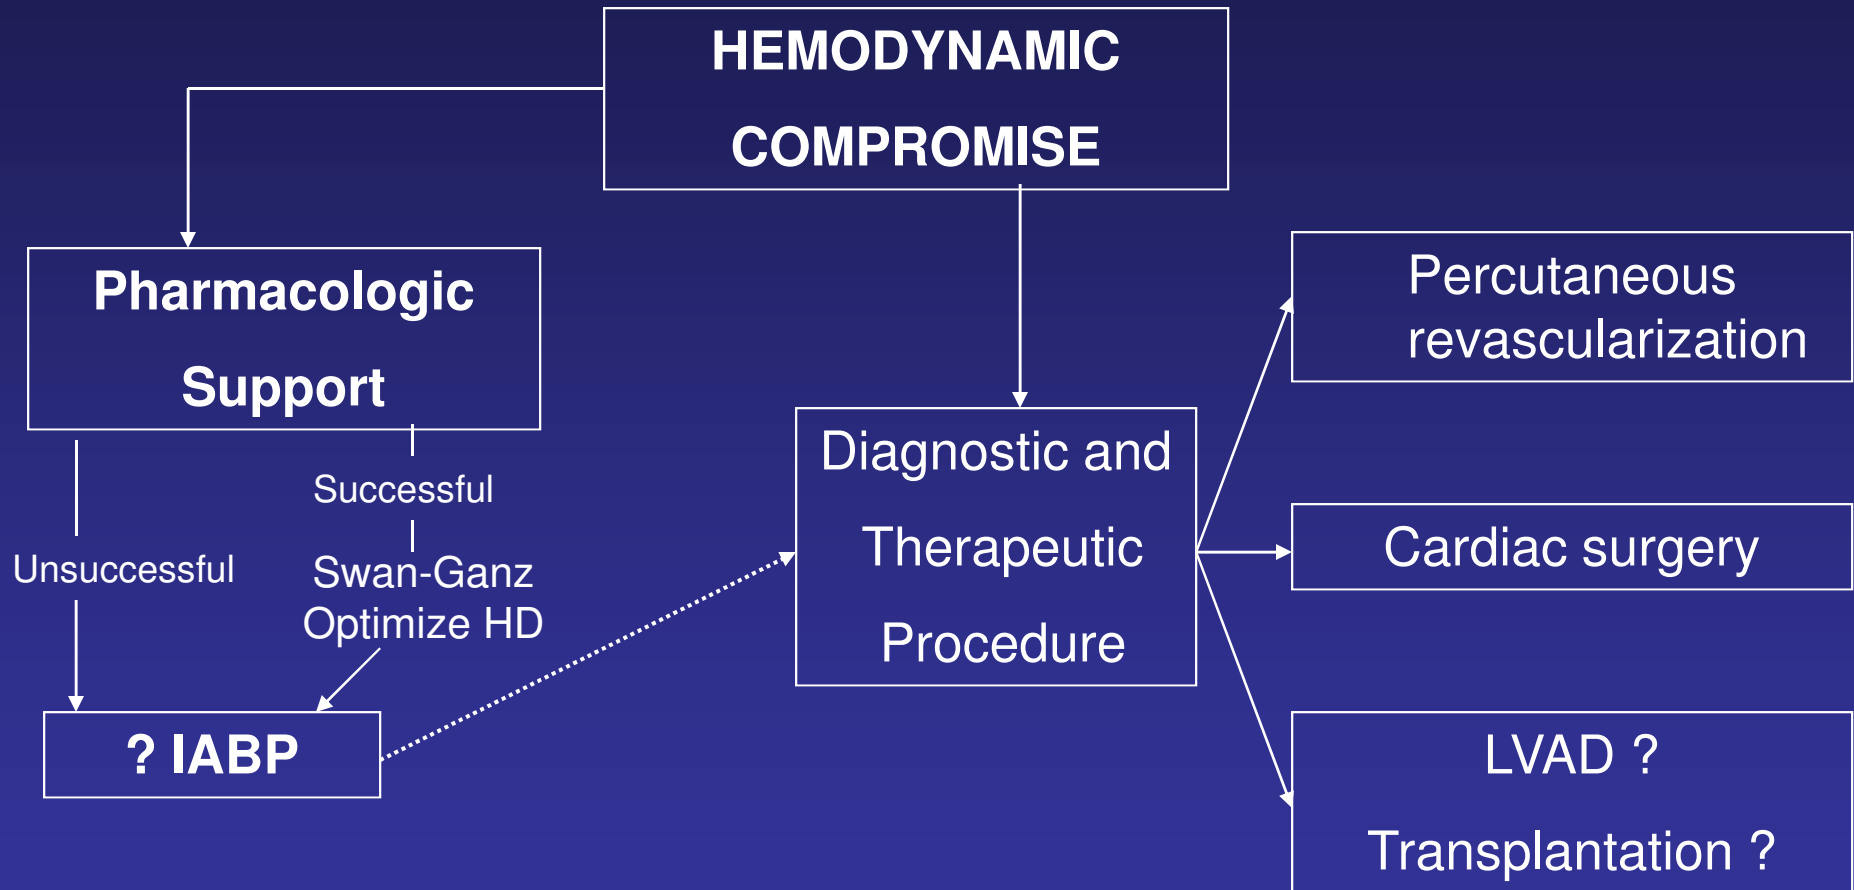 HEMODYNAMIC
COMPROMISE
Pharmacologic
Support
Successful
Unsuccessful
Swan-Ganz
Optimize HD
? IABP
Diagnostic and
Therapeutic
Procedure
Percutaneous
revascularization
Cardiac surgery
LVAD ?
Transplantation ?